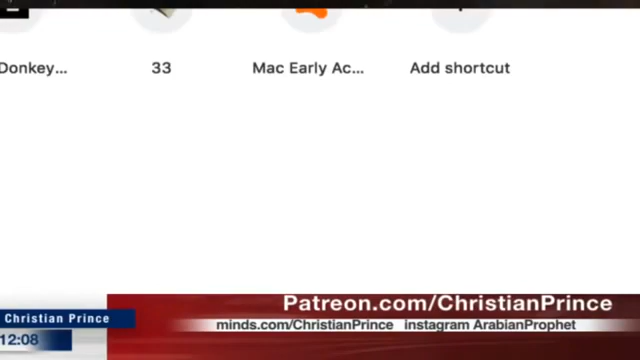 Donkey...
33
Mac Early Ac...
Add shortcut
Patreon.com/ChristianPrince
Christian Prince
minds.com/ChristianPrince instagram ArabianProphet
12:08